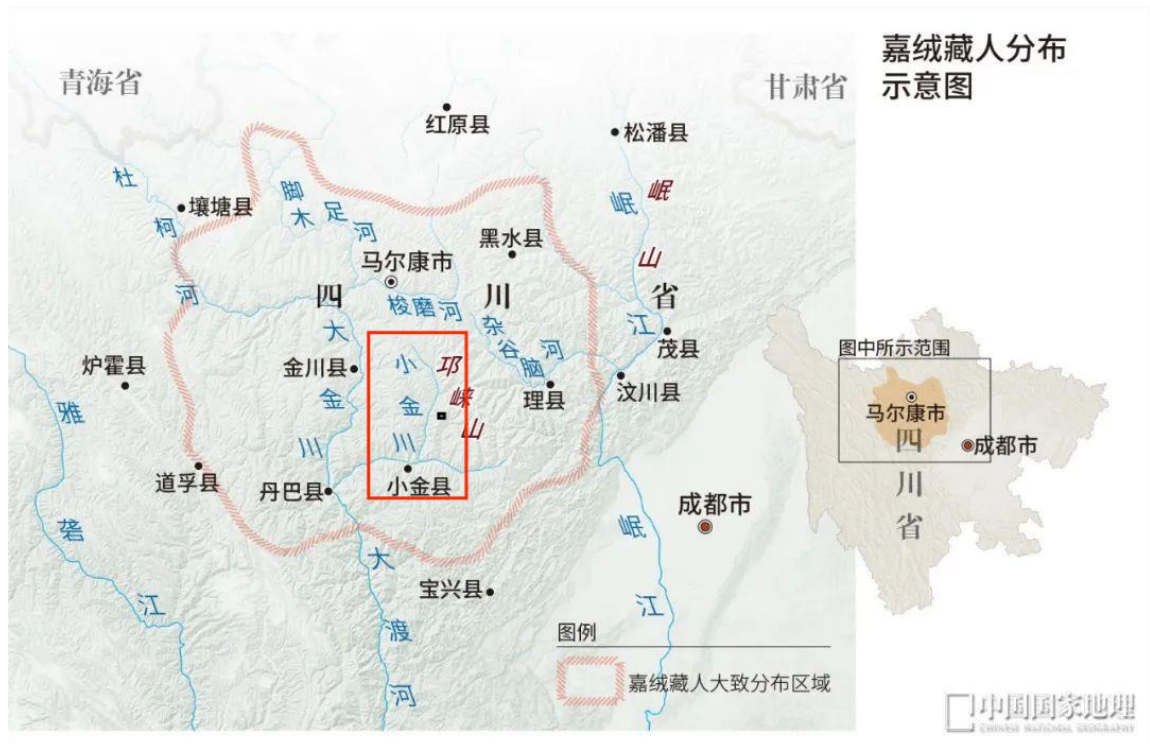 嘉绒藏人分布
示意图
青海省
甘肃省
红原县
松潘县
杜柯河
壤塘县
脚木足河
岷江
岷山
黑水县
马尔康市
四川省
梭磨河
杂谷脑河
大金川
金川县
小金川
邛崃山
茂县
炉霍县
理县
汶川县
雅砻江
道孚县
丹巴县
小金县
成都市
岷江
大渡河
宝兴县
图例
嘉绒藏人大致分布区域
图中所示范围
马尔康市
成都市
四川省
中国国家地理
CHINESE NATIONAL GEOGRAPHY